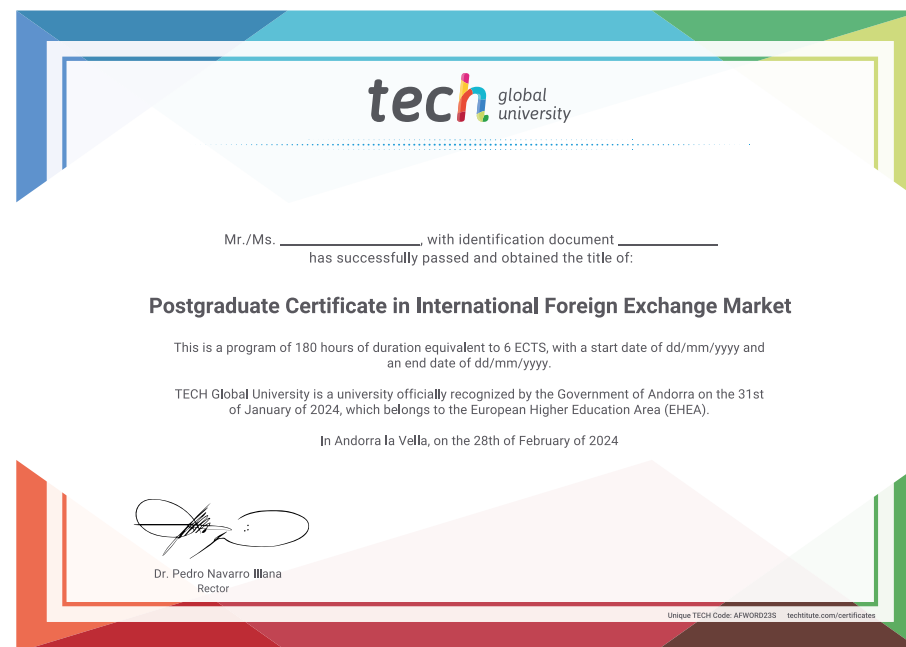 tech global university
Mr./Ms. ____________, with identification document ____________
has successfully passed and obtained the title of:
Postgraduate Certificate in International Foreign Exchange Market
This is a program of 180 hours of duration equivalent to 6 ECTS, with a start date of dd/mm/yyyy and
an end date of dd/mm/yyyy.
TECH Global University is a university officially recognized by the Government of Andorra on the 31st
of January of 2024, which belongs to the European Higher Education Area (EHEA).
In Andorra la Vella, on the 28th of February of 2024
Dr. Pedro Navarro Illana
Rector
Unique TECH Code: AFWORD23S techtitute.com/certificates